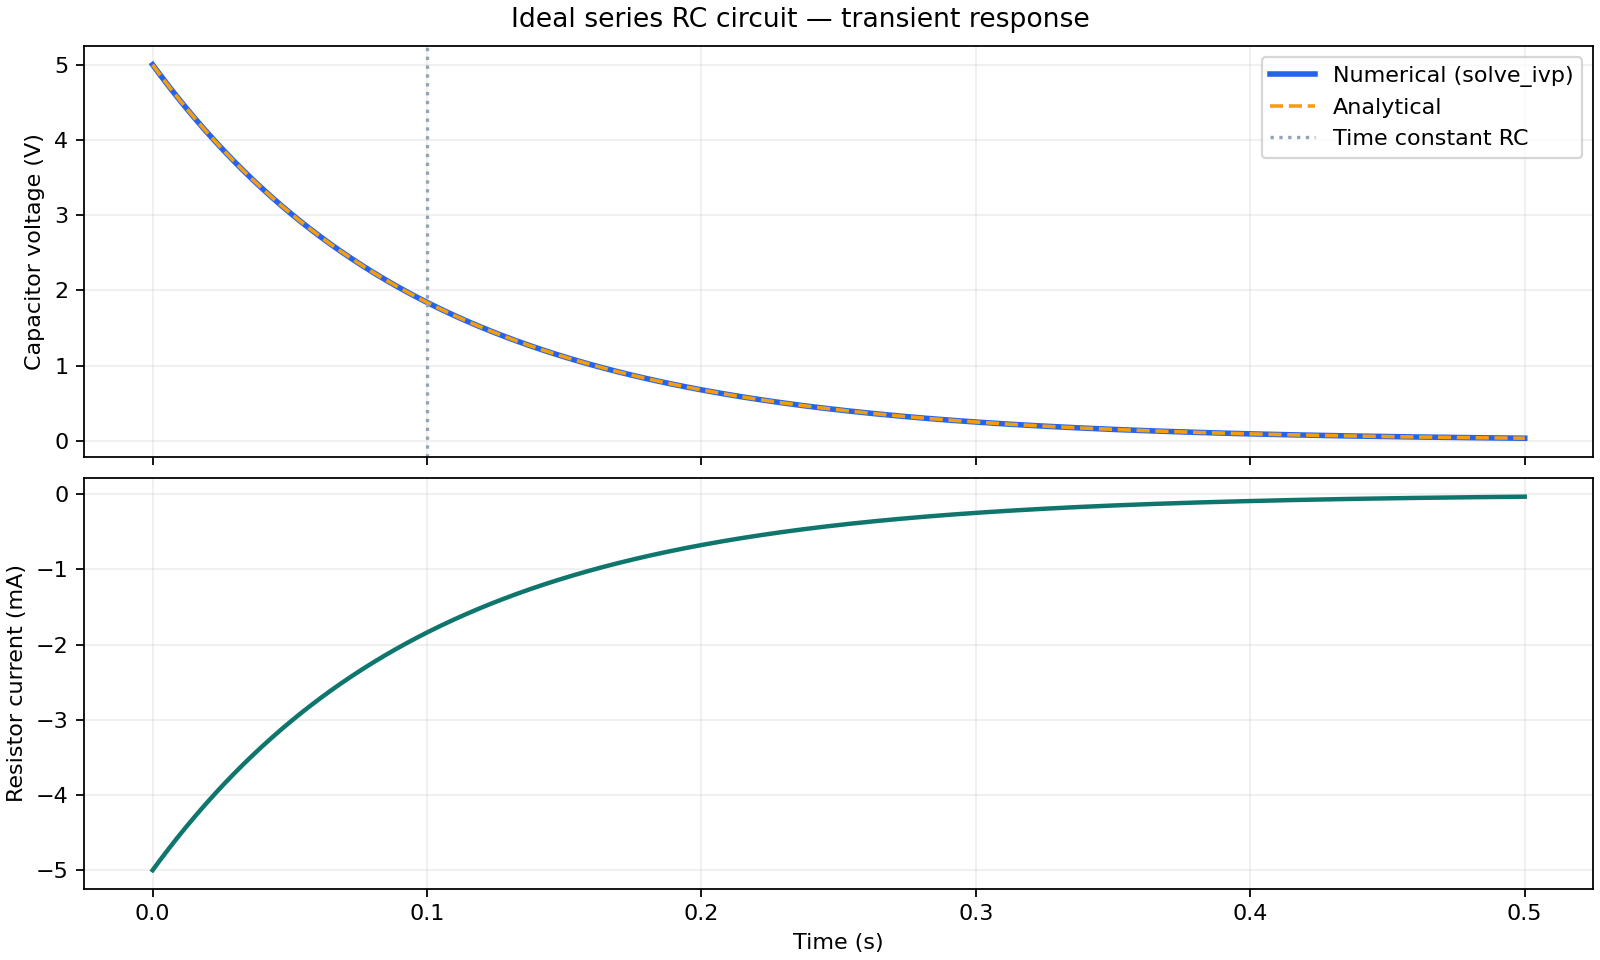 Ideal series RC circuit — transient response
Capacitor voltage (V)
5
4
3
2
1
0
Numerical (solve_ivp)
Analytical
Time constant RC
Resistor current (mA)
0
−1
−2
−3
−4
−5
0.0 0.1 0.2 0.3 0.4 0.5
Time (s)